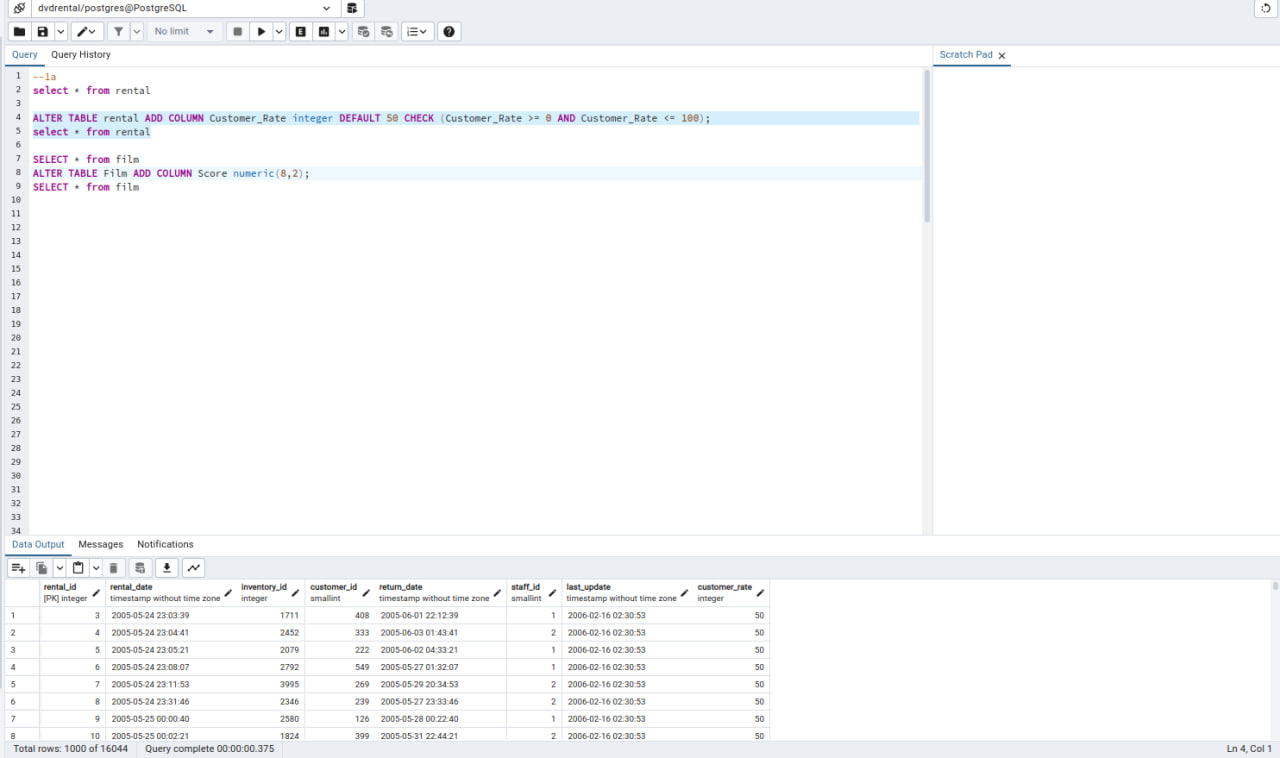 dvdrental/postgres@PostgreSQL
No limit
E
Query Query History
Scratch Pad
1 --1a
2 select * from rental
3
4 ALTER TABLE rental ADD COLUMN Customer_Rate integer DEFAULT 50 CHECK (Customer_Rate >= 0 AND Customer_Rate <= 100);
5 select * from rental
6
7 SELECT * from film
8 ALTER TABLE Film ADD COLUMN Score numeric(8,2);
9 SELECT * from film
10
11
12
13
14
15
16
17
18
19
20
21
22
23
24
25
26
27
28
29
30
31
32
33
34
Data Output Messages Notifications
rental_id rental_date inventory_id customer_id return_date staff_id last_update customer_rate
[PK] integer timestamp without time zone integer smallint timestamp without time zone smallint timestamp without time zone integer
1 3 2005-05-24 23:03:39 1711 408 2005-06-01 22:12:39 1 2006-02-16 02:30:53 50
2 4 2005-05-24 23:04:41 2452 333 2005-06-03 01:43:41 2 2006-02-16 02:30:53 50
3 5 2005-05-24 23:05:21 2079 222 2005-06-02 04:33:21 1 2006-02-16 02:30:53 50
4 6 2005-05-24 23:08:07 2792 549 2005-05-27 01:32:07 1 2006-02-16 02:30:53 50
5 7 2005-05-24 23:11:53 3995 269 2005-05-29 20:34:53 2 2006-02-16 02:30:53 50
6 8 2005-05-24 23:31:46 2346 239 2005-05-27 23:33:46 2 2006-02-16 02:30:53 50
7 9 2005-05-25 00:00:40 2580 126 2005-05-28 00:22:40 1 2006-02-16 02:30:53 50
8 10 2005-05-25 00:02:21 1824 399 2005-05-31 22:44:21 2 2006-02-16 02:30:53 50
Total rows: 1000 of 16044 Query complete 00:00:00.375
Ln 4, Col 1